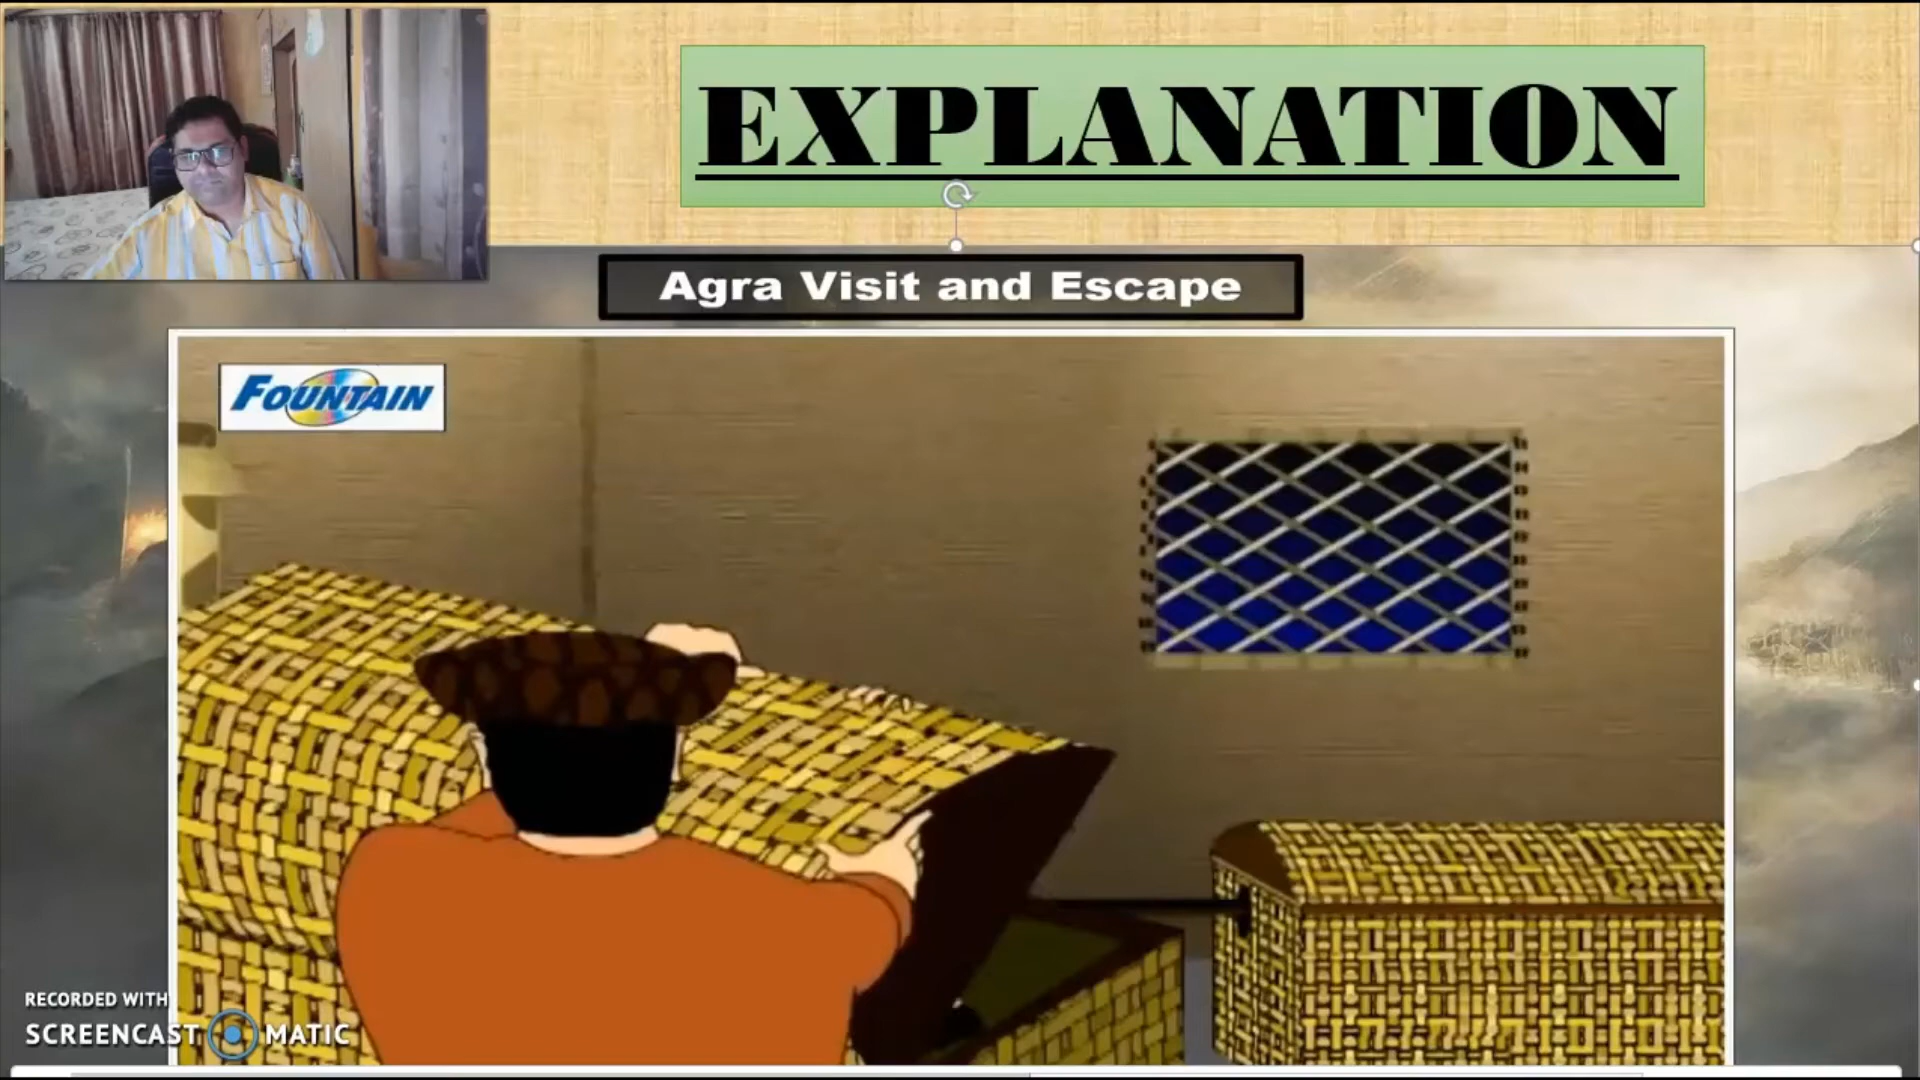 EXPLANATION
Agra Visit and Escape
FOUNTAIN
RECORDED WITH
SCREENCAST MATIC